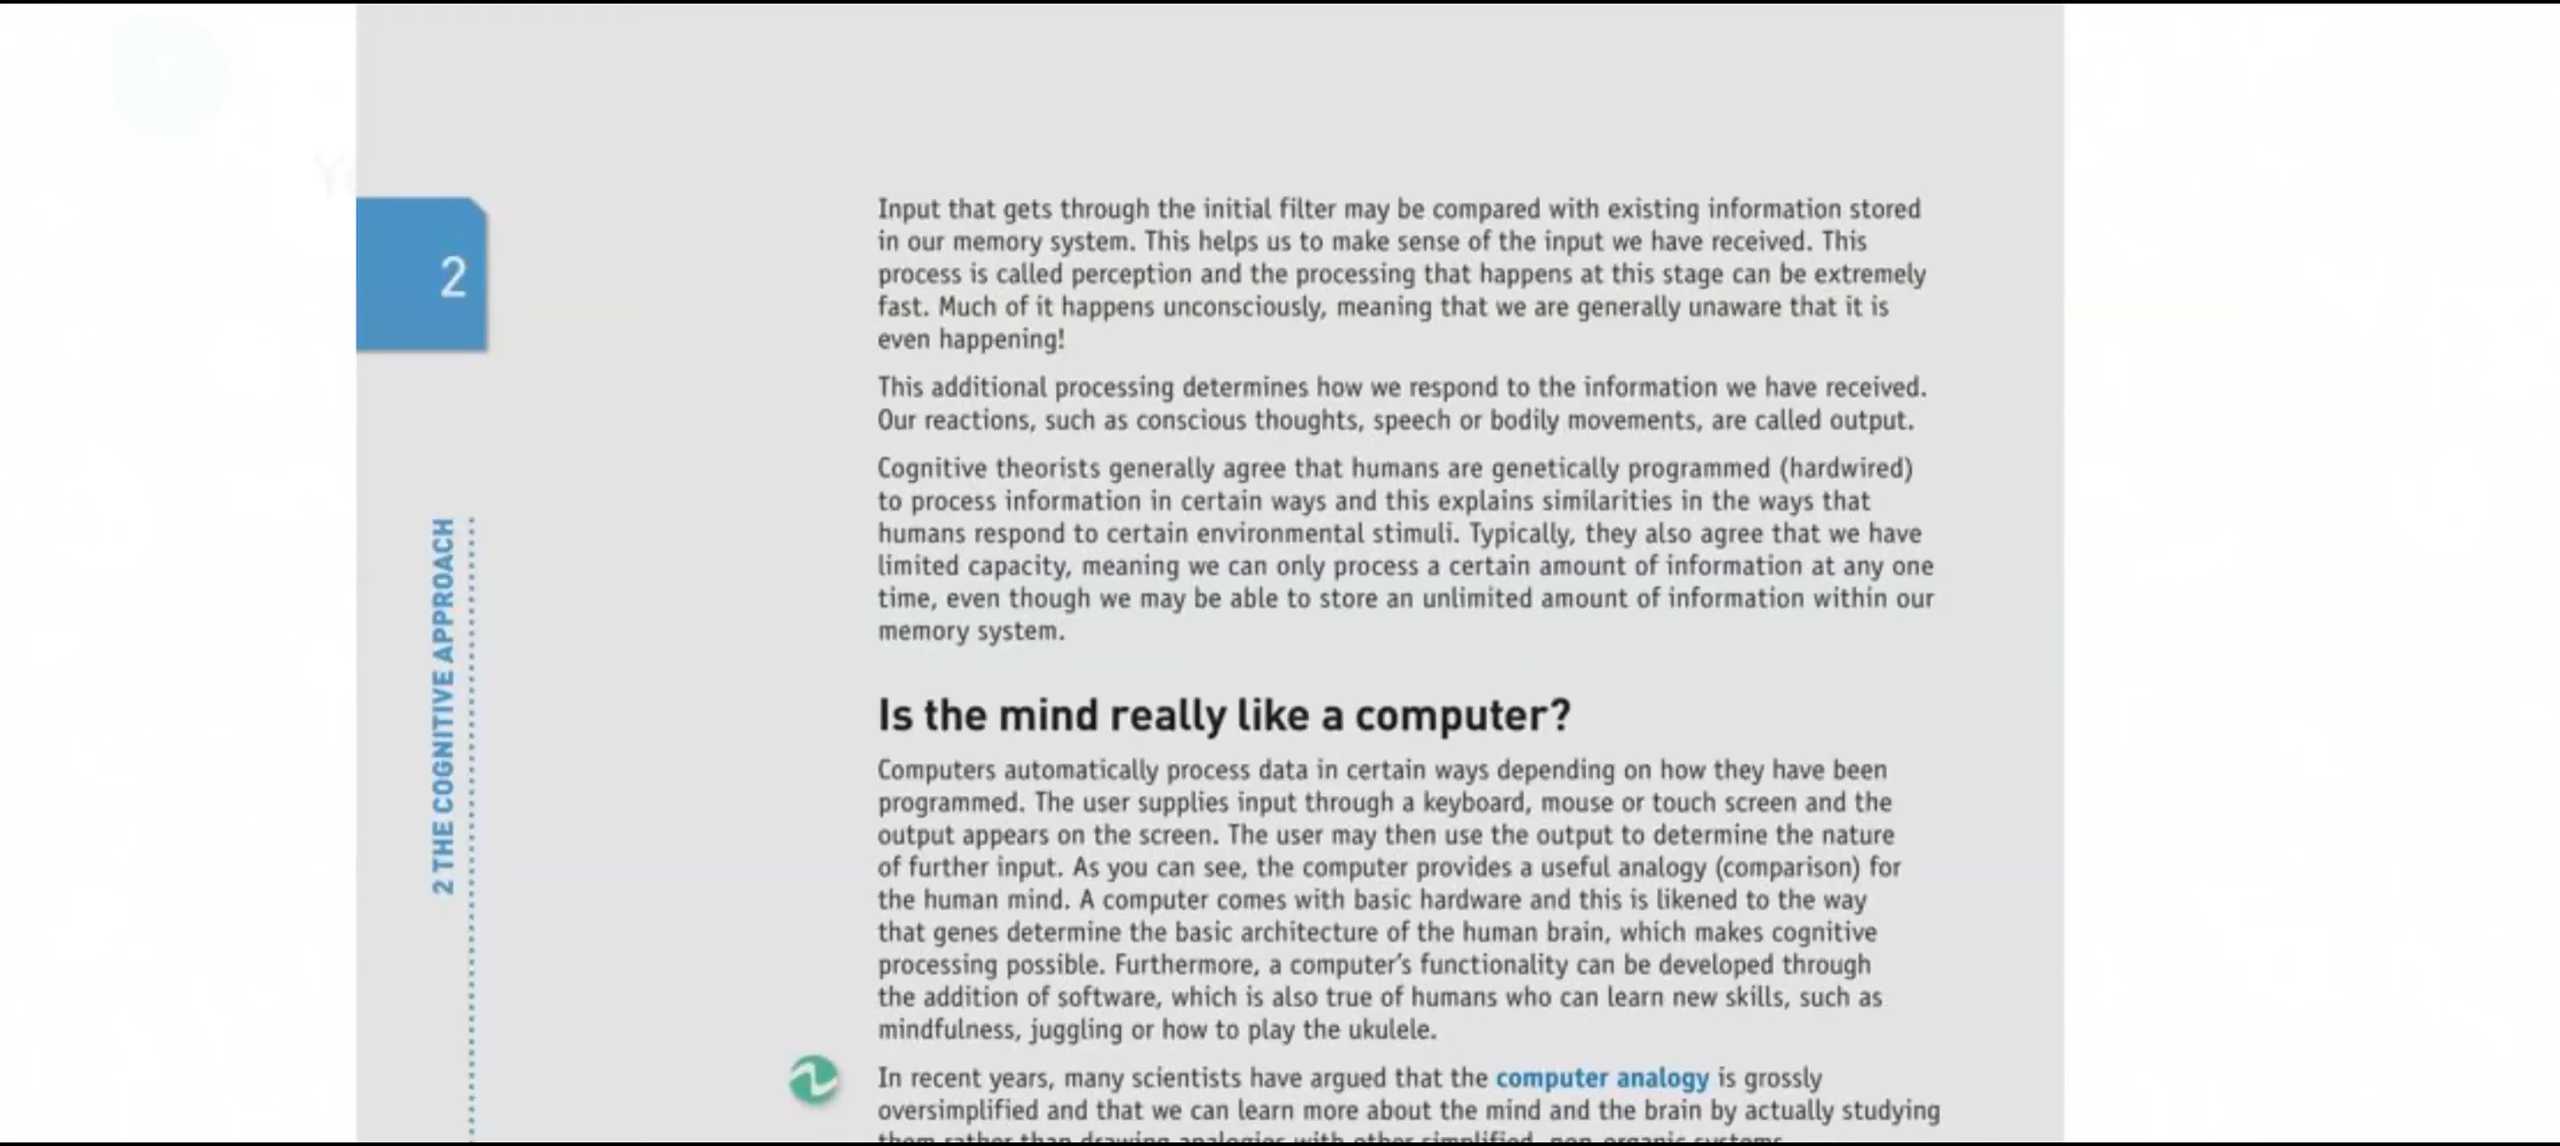 2
2 THE COGNITIVE APPROACH
Input that gets through the initial filter may be compared with existing information stored
in our memory system. This helps us to make sense of the input we have received. This
process is called perception and the processing that happens at this stage can be extremely
fast. Much of it happens unconsciously, meaning that we are generally unaware that it is
even happening!
This additional processing determines how we respond to the information we have received.
Our reactions, such as conscious thoughts, speech or bodily movements, are called output.
Cognitive theorists generally agree that humans are genetically programmed (hardwired)
to process information in certain ways and this explains similarities in the ways that
humans respond to certain environmental stimuli. Typically, they also agree that we have
limited capacity, meaning we can only process a certain amount of information at any one
time, even though we may be able to store an unlimited amount of information within our
memory system.
Is the mind really like a computer?
Computers automatically process data in certain ways depending on how they have been
programmed. The user supplies input through a keyboard, mouse or touch screen and the
output appears on the screen. The user may then use the output to determine the nature
of further input. As you can see, the computer provides a useful analogy (comparison) for
the human mind. A computer comes with basic hardware and this is likened to the way
that genes determine the basic architecture of the human brain, which makes cognitive
processing possible. Furthermore, a computer's functionality can be developed through
the addition of software, which is also true of humans who can learn new skills, such as
mindfulness, juggling or how to play the ukulele.
In recent years, many scientists have argued that the computer analogy is grossly
oversimplified and that we can learn more about the mind and the brain by actually studying
them rather than drawing analogies with other simplified, non-organic systems.